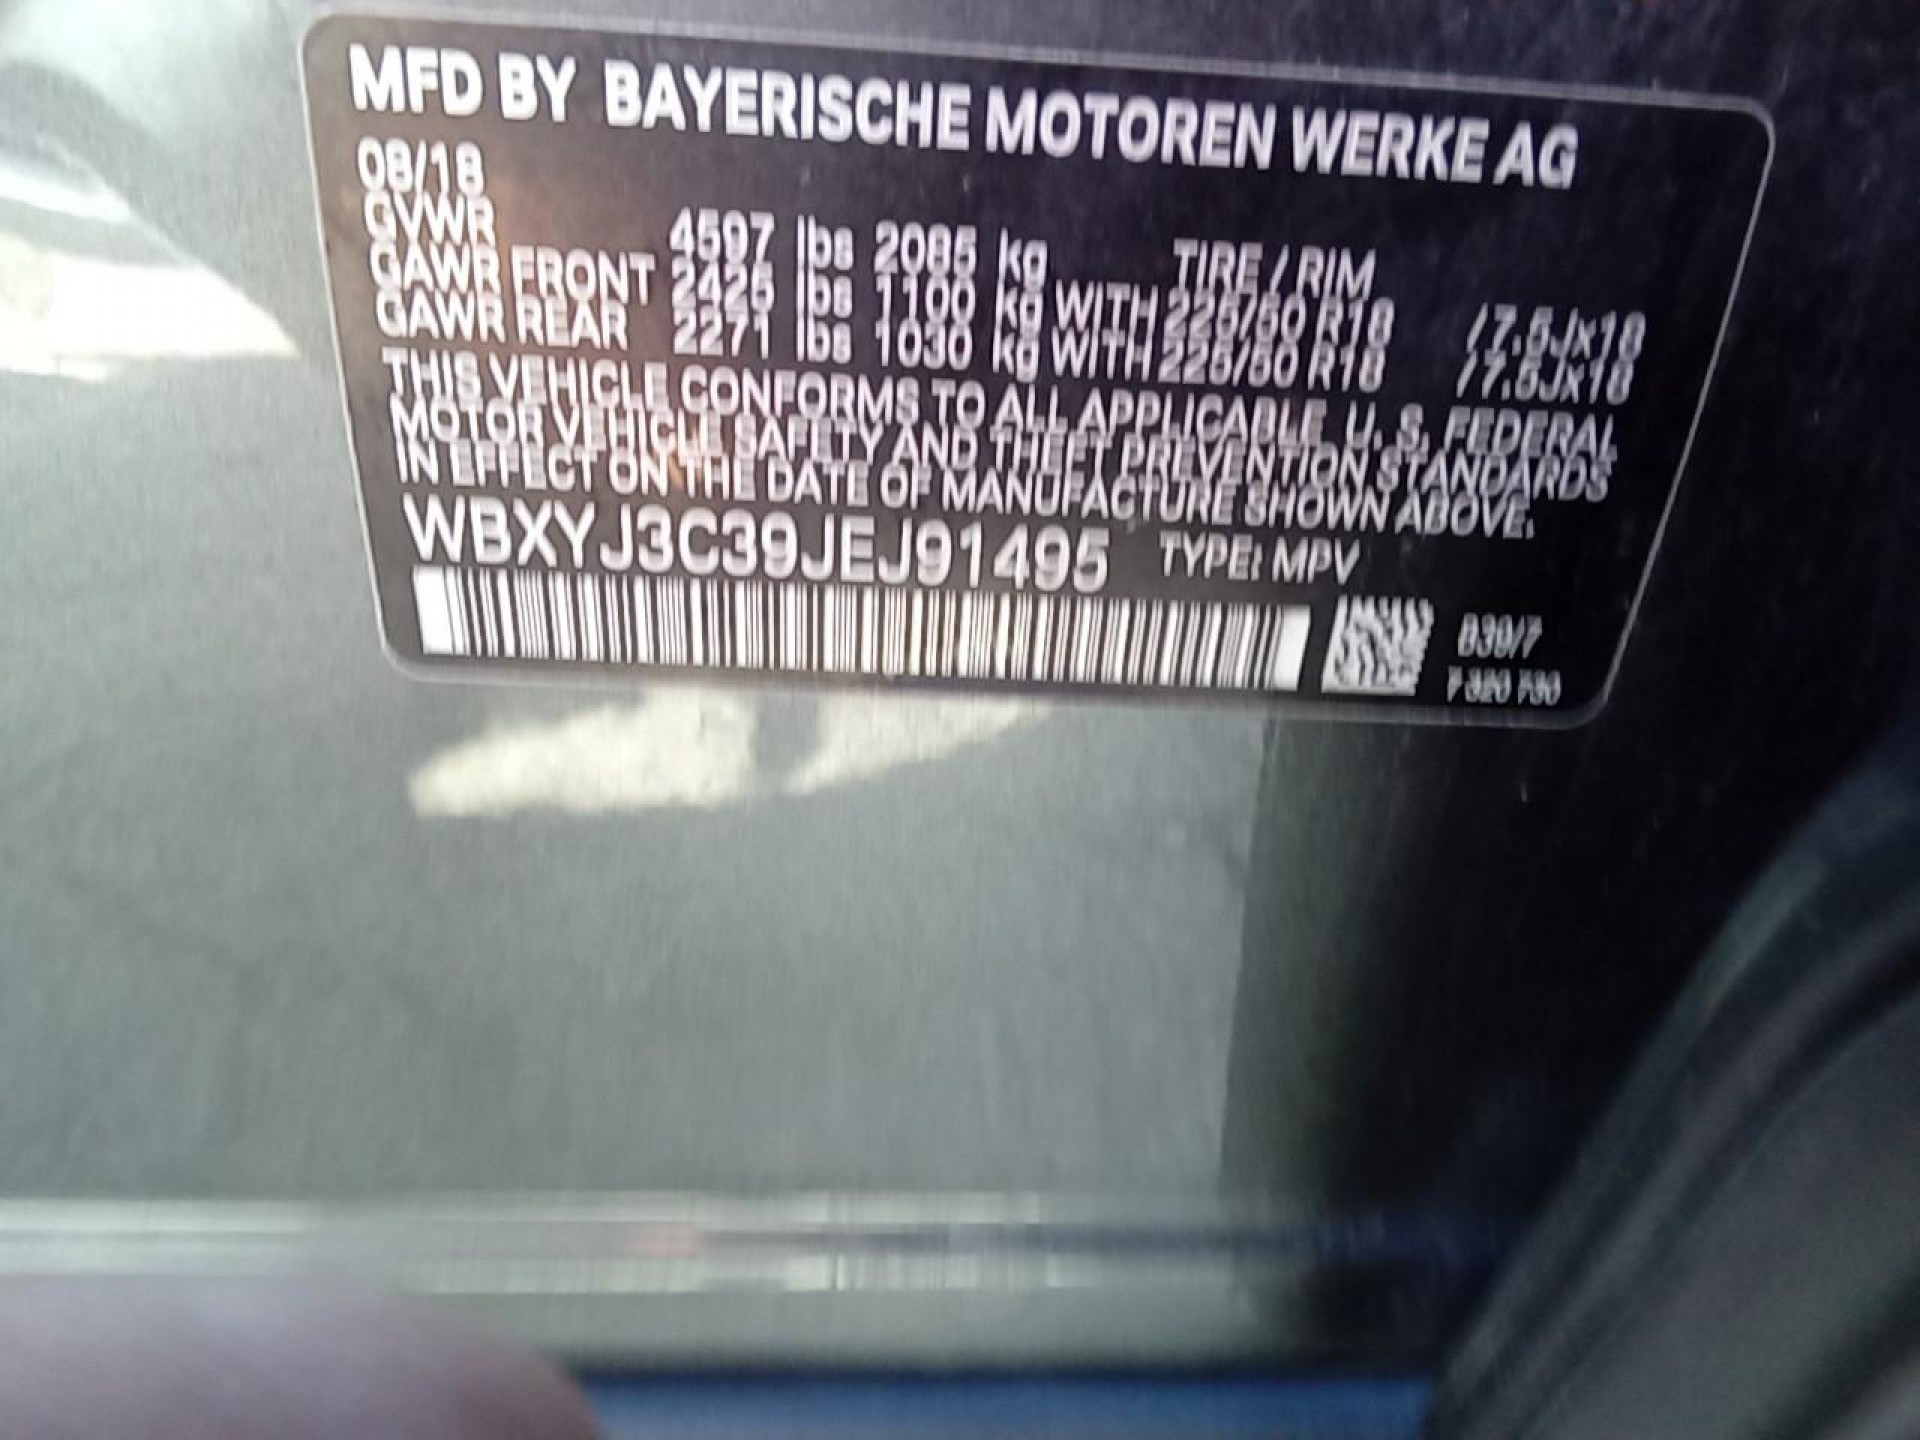 MFD BY BAYERISCHE MOTOREN WERKE AG
08/18
GVWR 4597 lbs 2085 kg TIRE / RIM
GAWR FRONT 2425 lbs 1100 kg WITH 225/50 R18 /7.5Jx18
GAWR REAR 2271 lbs 1030 kg WITH 225/50 R18 /7.5Jx18
THIS VEHICLE CONFORMS TO ALL APPLICABLE U. S. FEDERAL
MOTOR VEHICLE SAFETY AND THEFT PREVENTION STANDARDS
IN EFFECT ON THE DATE OF MANUFACTURE SHOWN ABOVE.
WBXYJ3C39JEJ91495 TYPE: MPV
7 320 730